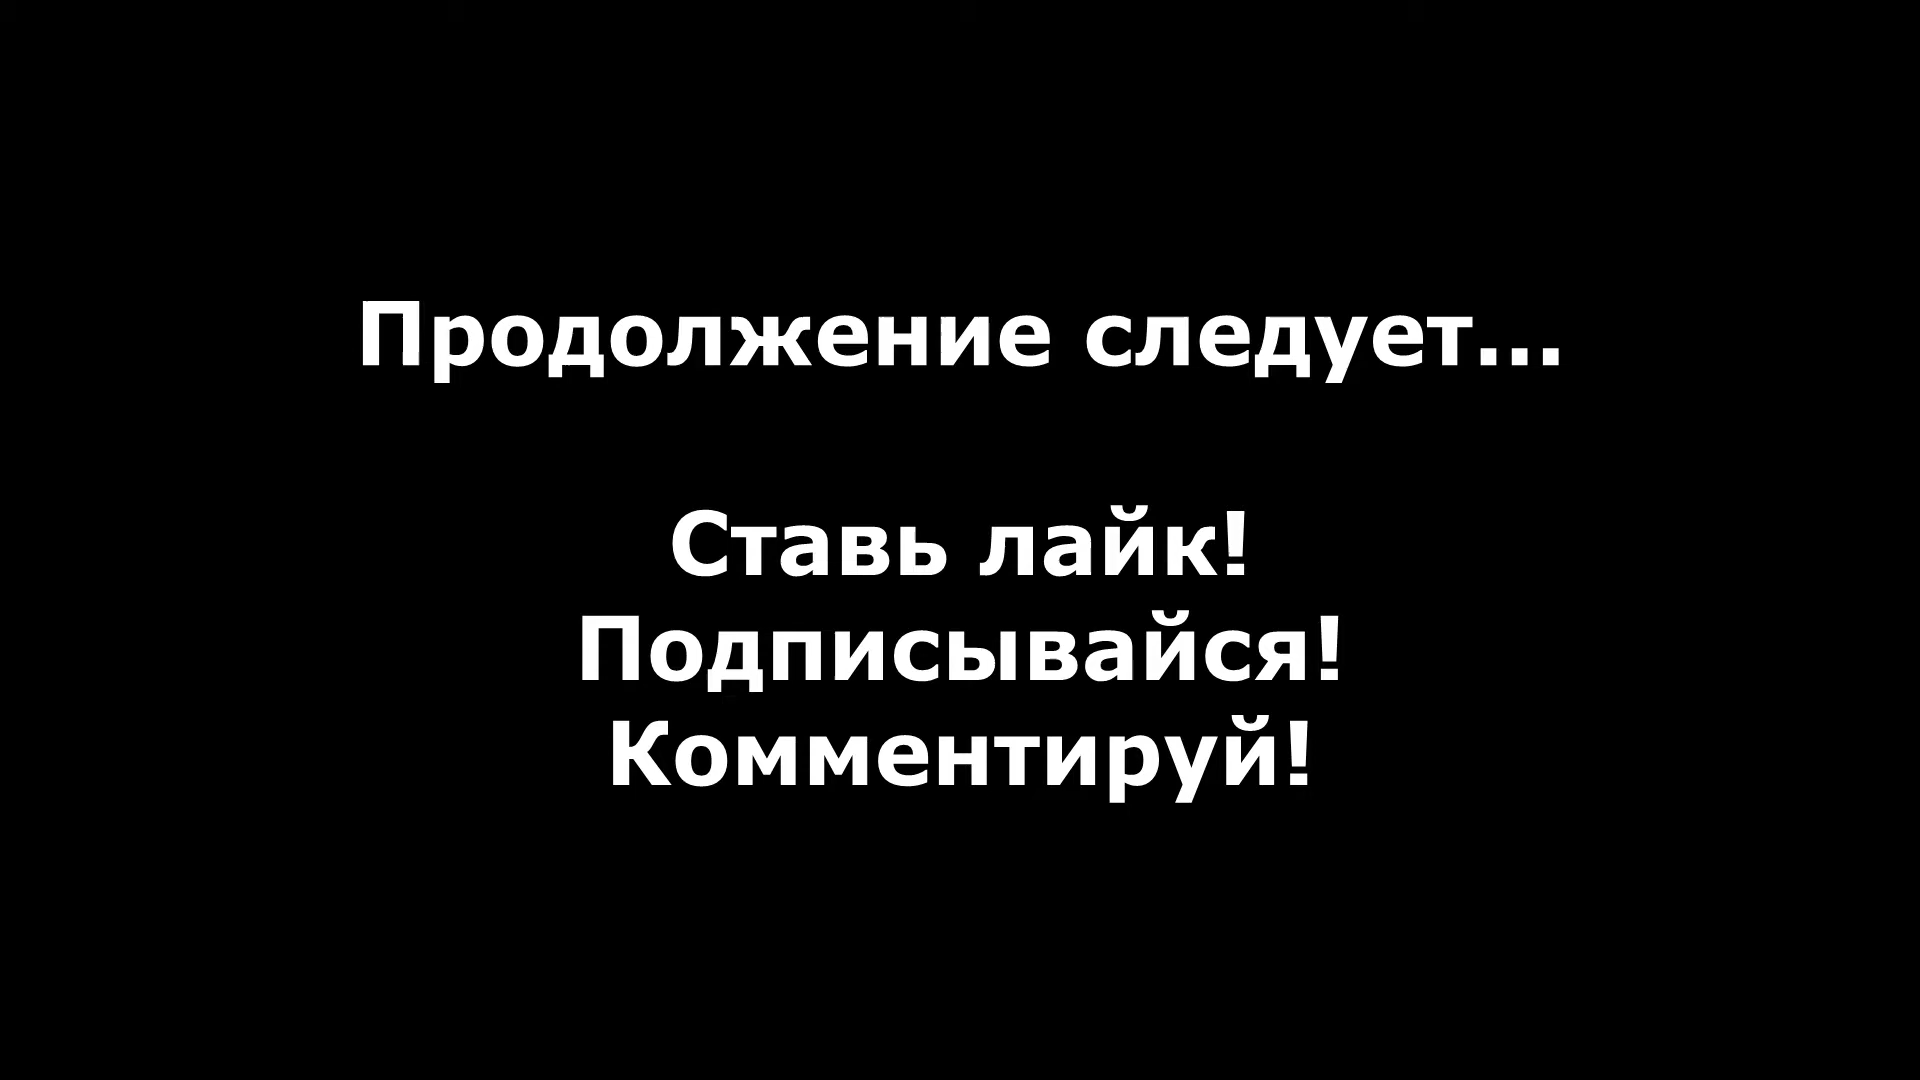 Продолжение следует...
Ставь лайк!
Подписывайся!
Комментируй!